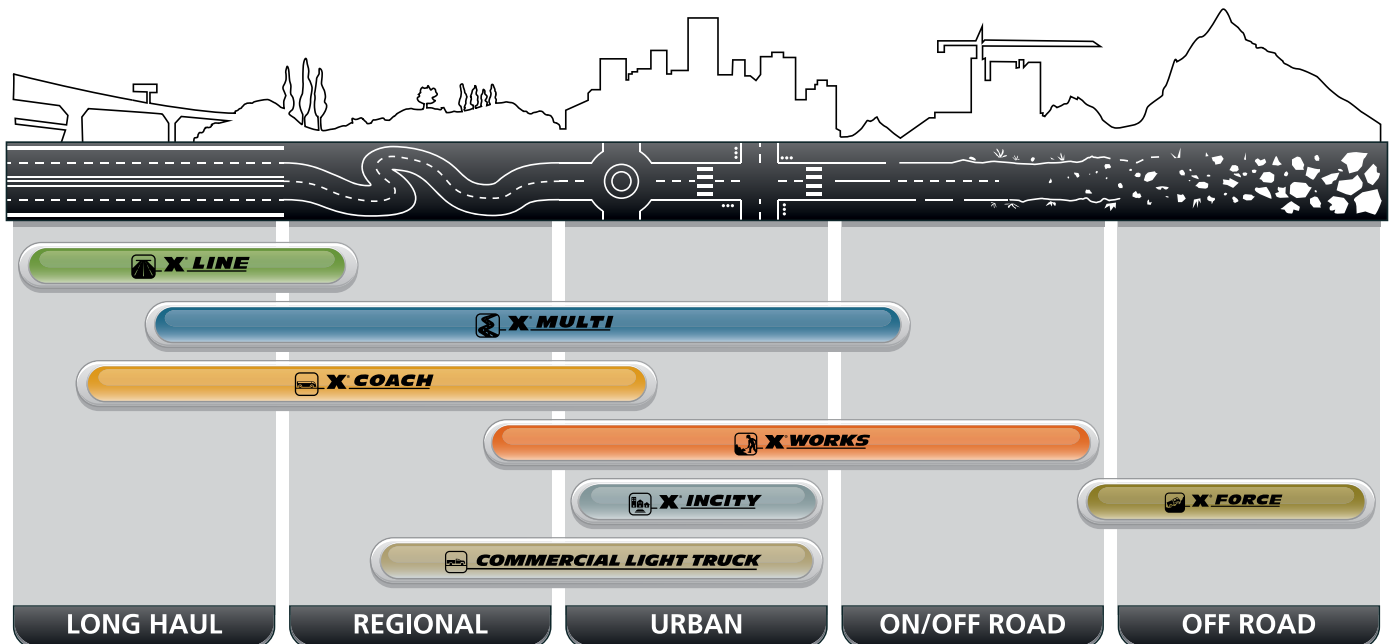 X® LINE
X® MULTI
X® COACH
X® WORKS
X® INCITY
X® FORCE
COMMERCIAL LIGHT TRUCK
LONG HAUL
REGIONAL
URBAN
ON/OFF ROAD
OFF ROAD